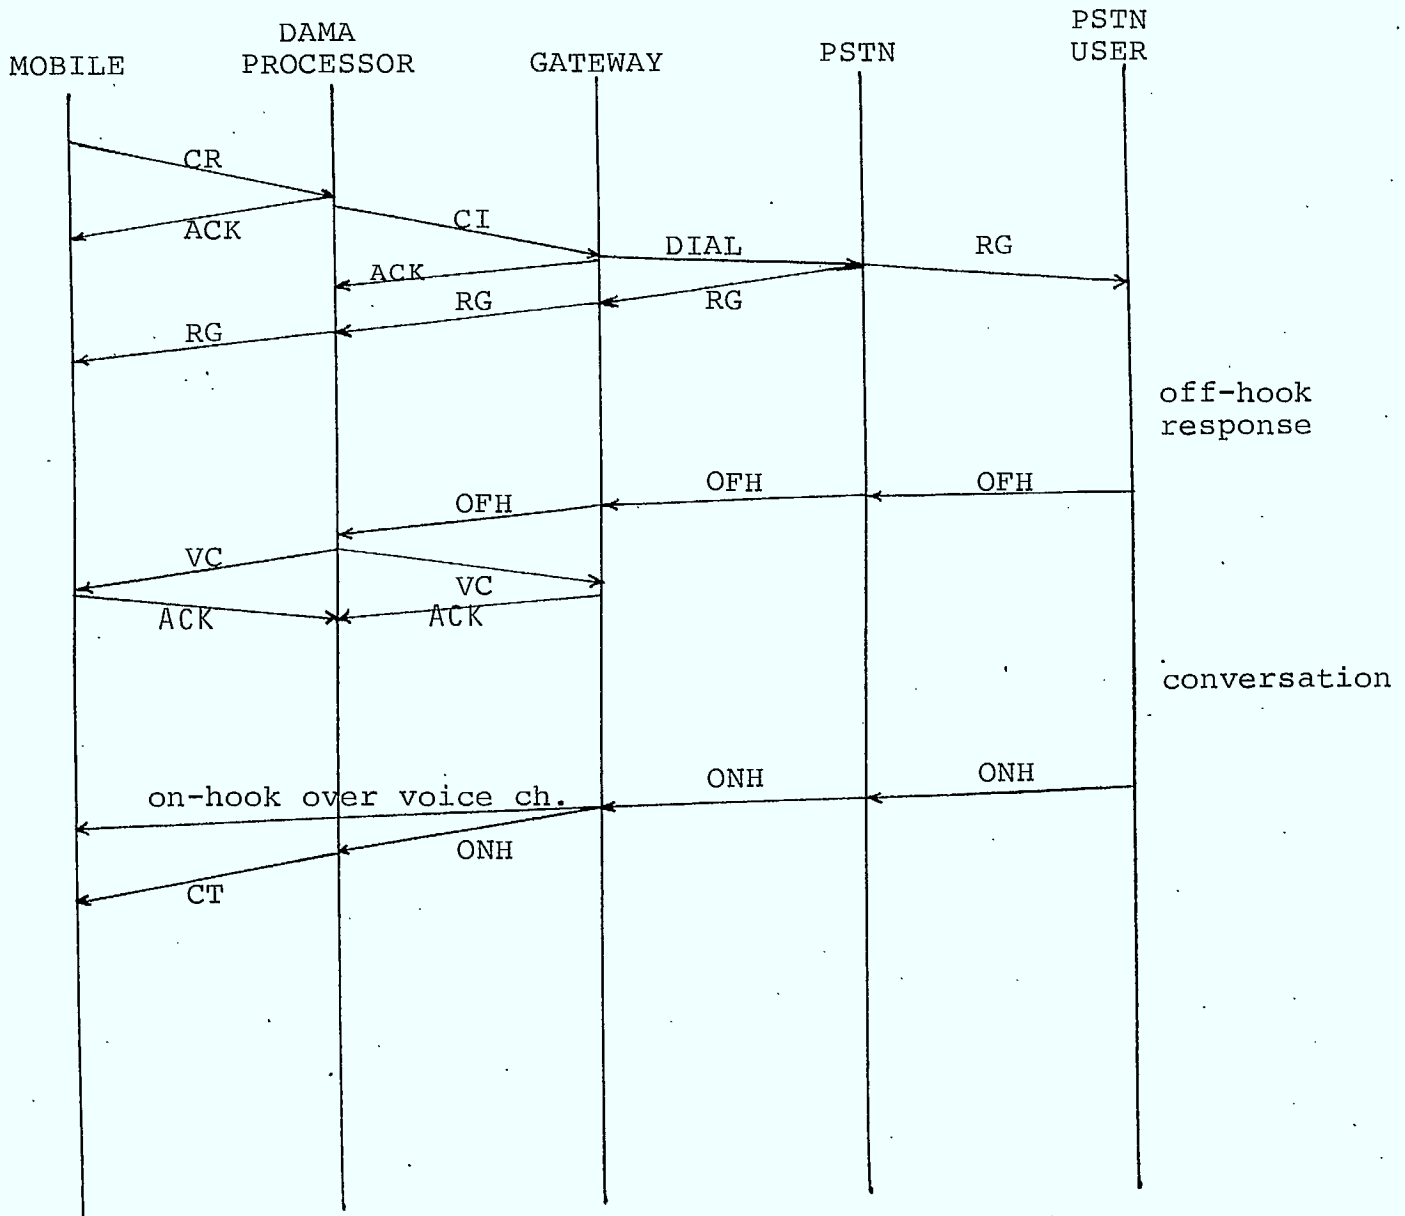 PSTN
USER
DAMA
PROCESSOR
MOBILE
GATEWAY
PSTN
CR
ACK
CI
DIAL
RG
ACK
RG
RG
RG
off-hook
response
OFH
OFH
OFH
VC
VC
ACK
ACK
conversation
ONH
ONH
on-hook over voice ch.
ONH
CT